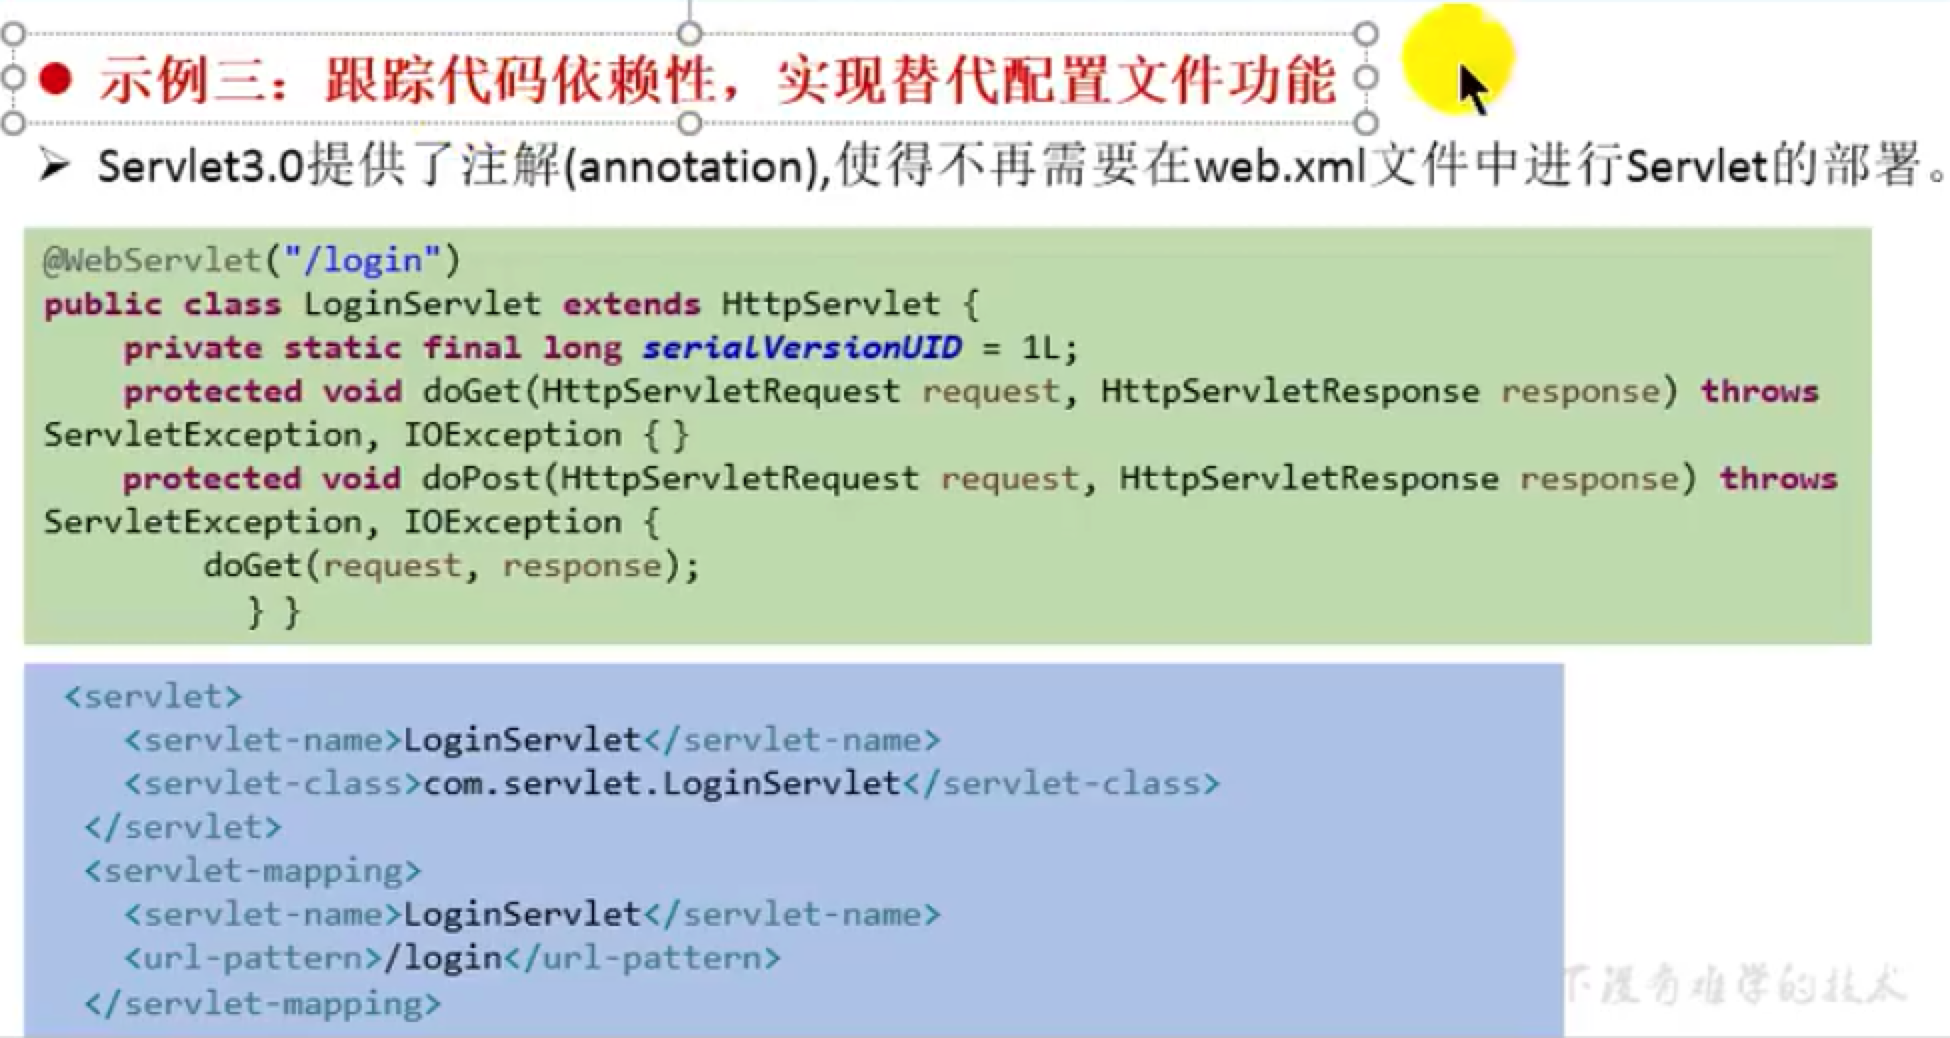 ● 示例三：跟踪代码依赖性，实现替代配置文件功能
➢ Servlet3.0提供了注解(annotation),使得不再需要在web.xml文件中进行Servlet的部署。
@WebServlet("/login")
public class LoginServlet extends HttpServlet {
    private static final long serialVersionUID = 1L;
    protected void doGet(HttpServletRequest request, HttpServletResponse response) throws
ServletException, IOException { }
    protected void doPost(HttpServletRequest request, HttpServletResponse response) throws
ServletException, IOException {
        doGet(request, response);
          } }
 <servlet>
    <servlet-name>LoginServlet</servlet-name>
    <servlet-class>com.servlet.LoginServlet</servlet-class>
  </servlet>
  <servlet-mapping>
    <servlet-name>LoginServlet</servlet-name>
    <url-pattern>/login</url-pattern>
  </servlet-mapping>
下没有难学的技术